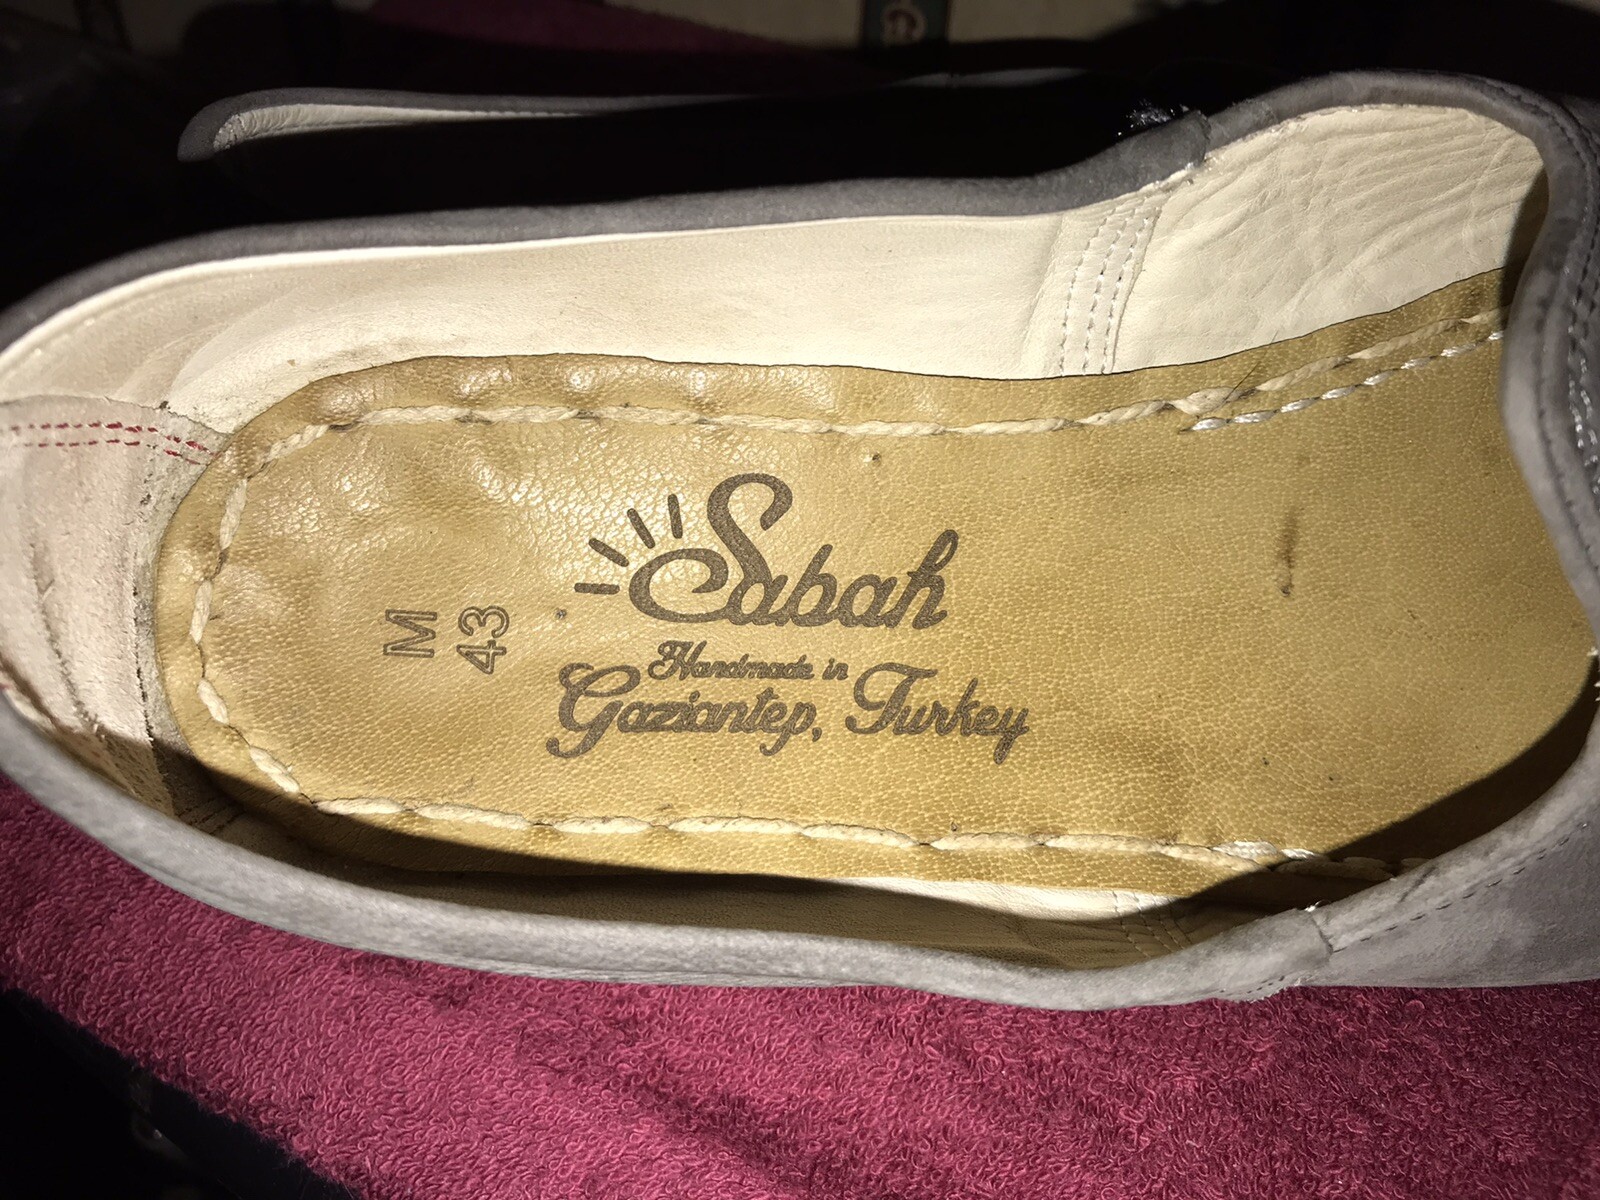 M
43
Sabah
Handmade in
Gaziantep, Turkey